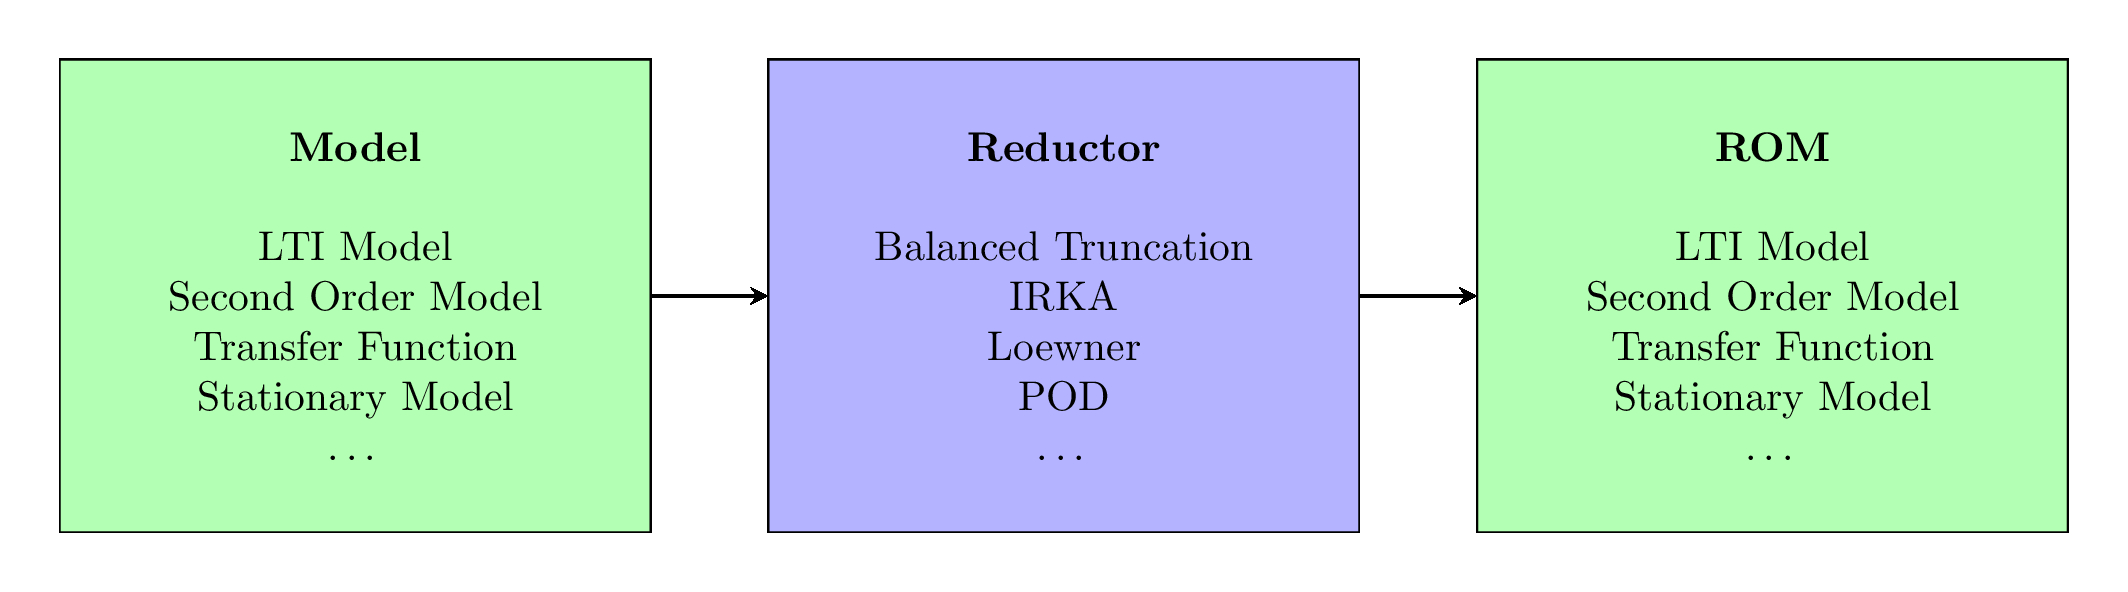 Model
LTI Model
Second Order Model
Transfer Function
Stationary Model
...
Reductor
Balanced Truncation
IRKA
Loewner
POD
...
ROM
LTI Model
Second Order Model
Transfer Function
Stationary Model
...